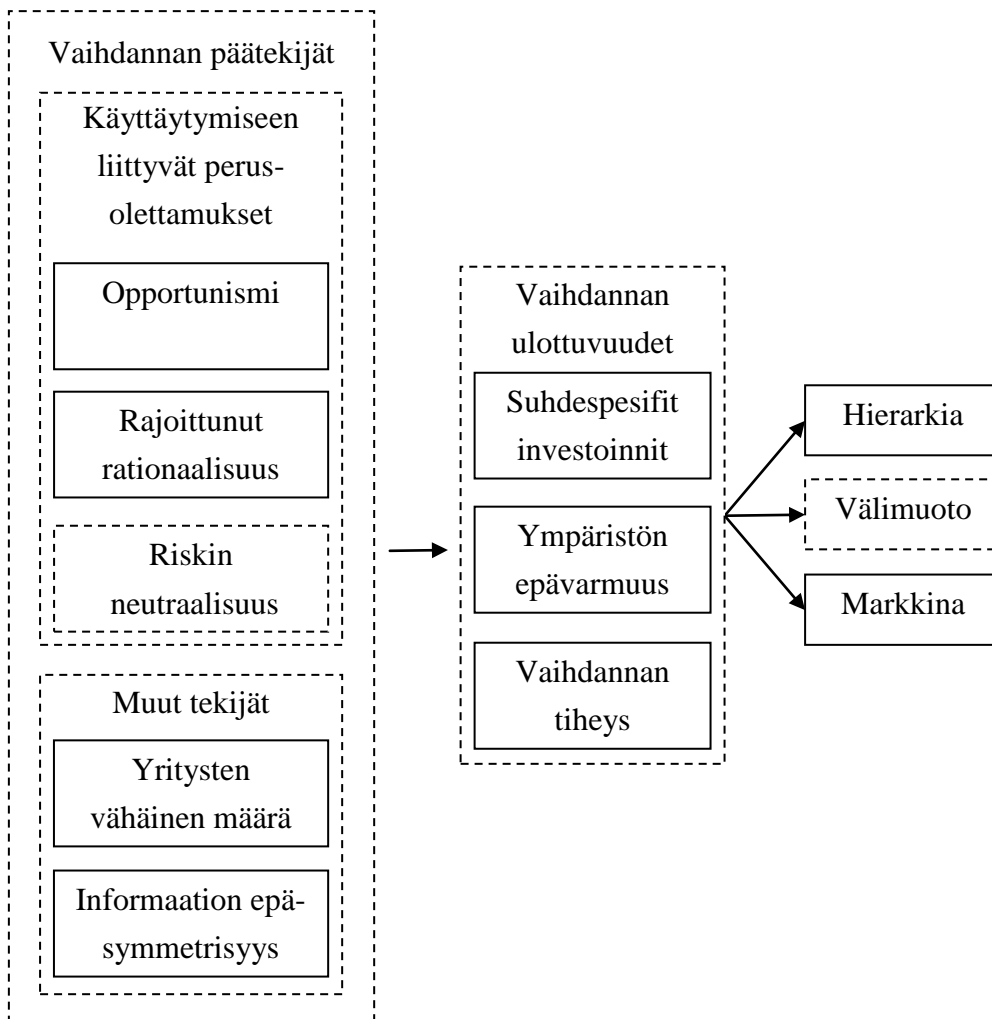 Vaihdannan päätekijät
Käyttäytymiseen
liittyvät perus-
olettamukset
Opportunismi
Rajoittunut
rationaalisuus
Riskin
neutraalisuus
Muut tekijät
Yritysten
vähäinen määrä
Informaation epä-
symmetrisyys
Vaihdannan
ulottuvuudet
Suhdespesifit
investoinnit
Ympäristön
epävarmuus
Vaihdannan
tiheys
Hierarkia
Välimuoto
Markkina